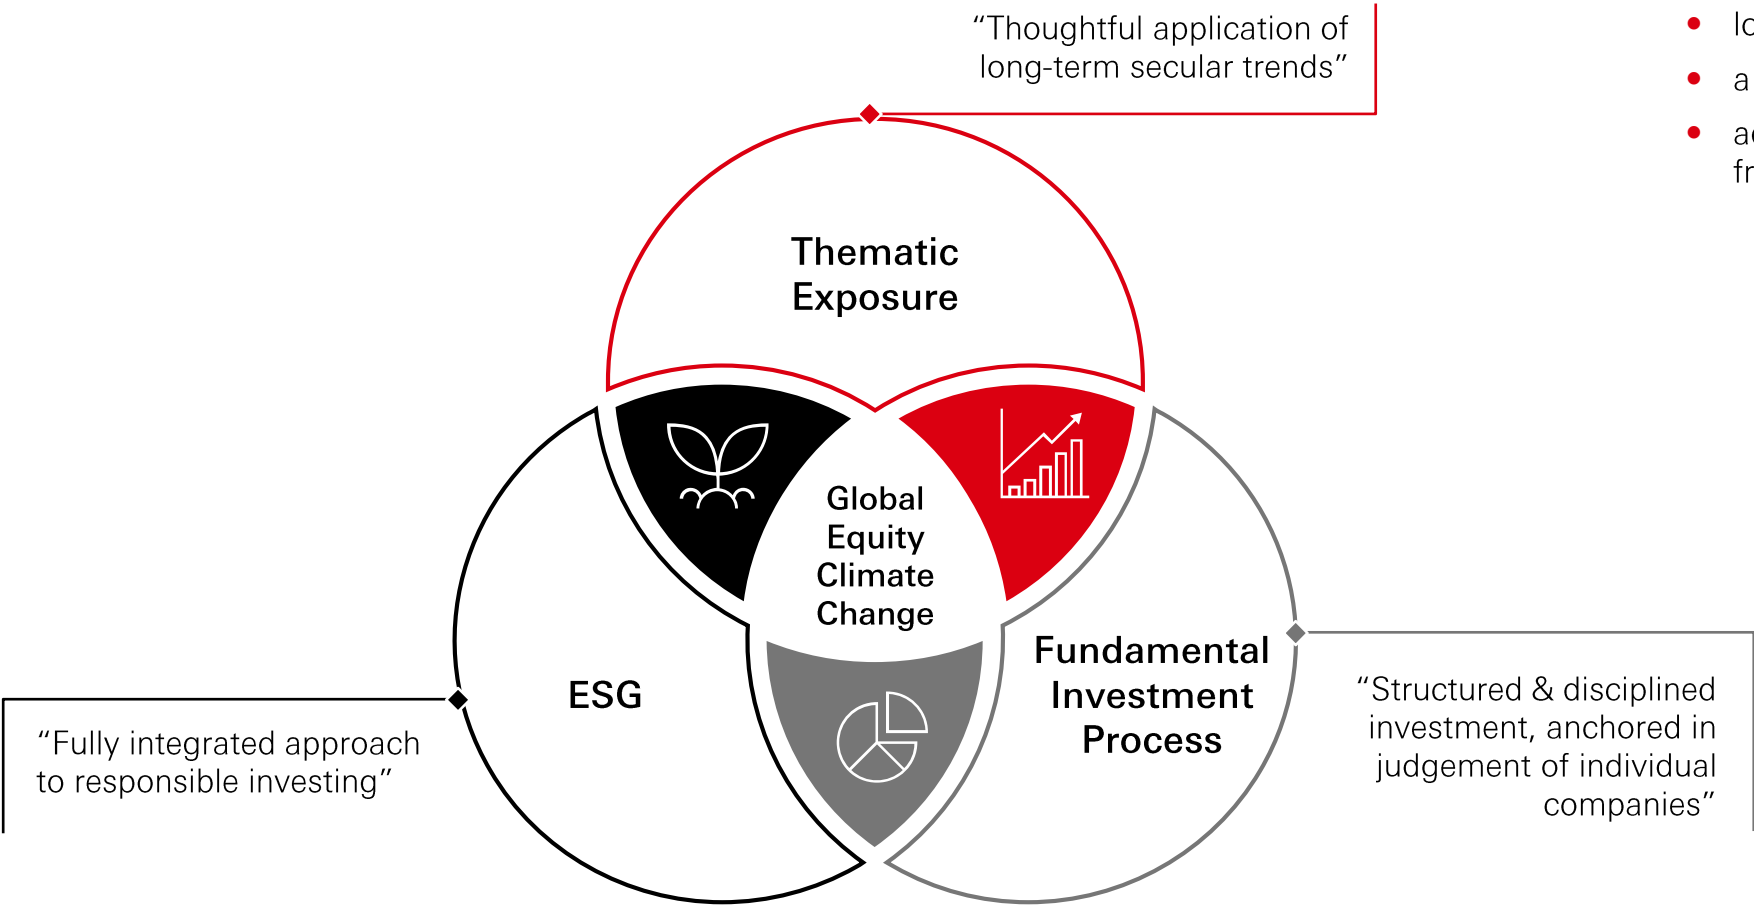 “Thoughtful application of
long-term secular trends”
a
Thematic
Exposure
Global
Equity
Climate
Change
ESG
Fundamental
Investment
Process
“Fully integrated approach
to responsible investing”
“Structured & disciplined
investment, anchored in
judgement of individual
companies”